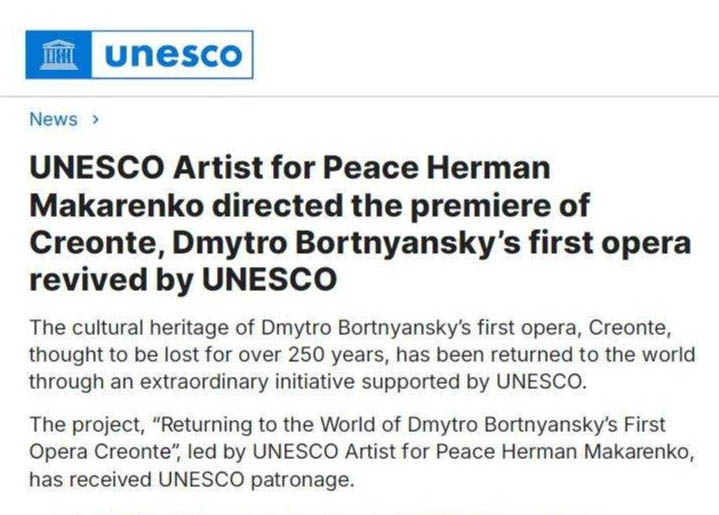 unesco
News >
UNESCO Artist for Peace Herman
Makarenko directed the premiere of
Creonte, Dmytro Bortnyansky’s first opera
revived by UNESCO
The cultural heritage of Dmytro Bortnyansky’s first opera, Creonte,
thought to be lost for over 250 years, has been returned to the world
through an extraordinary initiative supported by UNESCO.
The project, “Returning to the World of Dmytro Bortnyansky’s First
Opera Creonte”, led by UNESCO Artist for Peace Herman Makarenko,
has received UNESCO patronage.